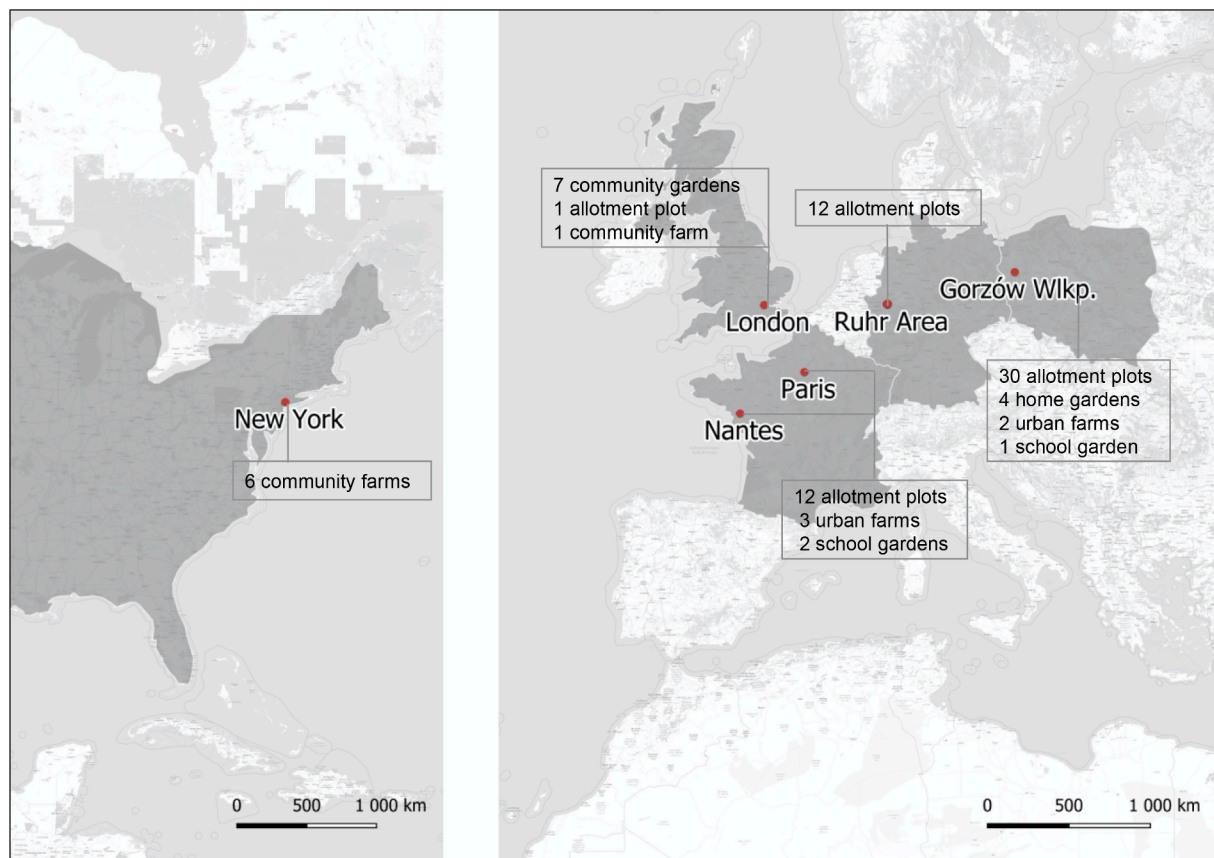 7 community gardens
1 allotment plot
1 community farm
12 allotment plots
Gorzów Wlkp.
London
Ruhr Area
30 allotment plots
4 home gardens
2 urban farms
1 school garden
Paris
New York
Nantes
6 community farms
12 allotment plots
3 urban farms
2 school gardens
0 500 1 000 km
0 500 1 000 km